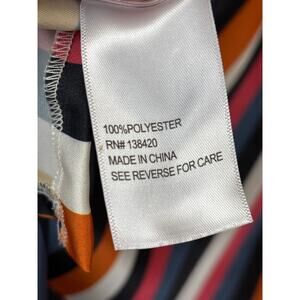 100%POLYESTER
RN# 138420
MADE IN CHINA
SEE REVERSE FOR CARE